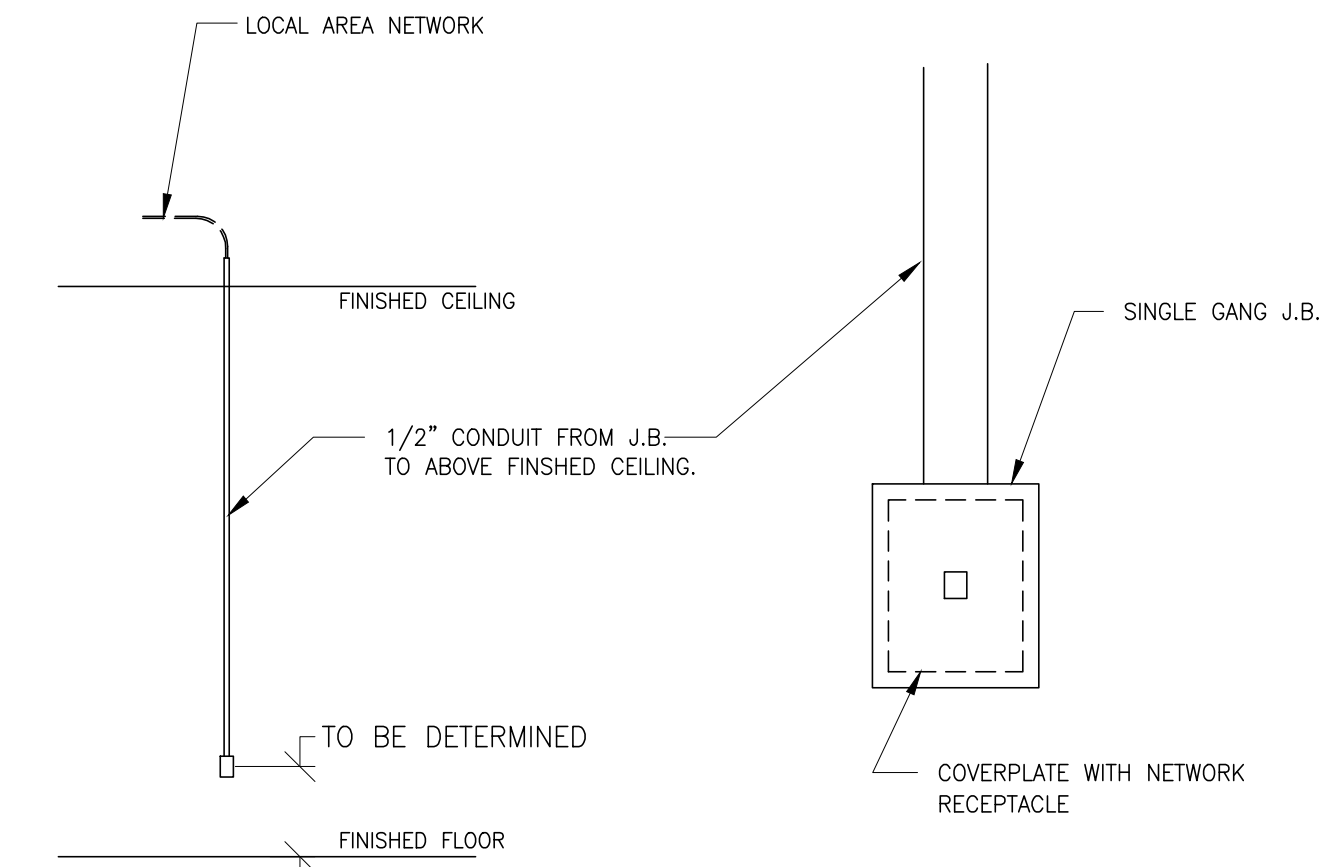 LOCAL AREA NETWORK
FINISHED CEILING
SINGLE GANG J.B.
1/2” CONDUIT FROM J.B.
TO ABOVE FINSHED CEILING.
TO BE DETERMINED
COVERPLATE WITH NETWORK
RECEPTACLE
FINISHED FLOOR